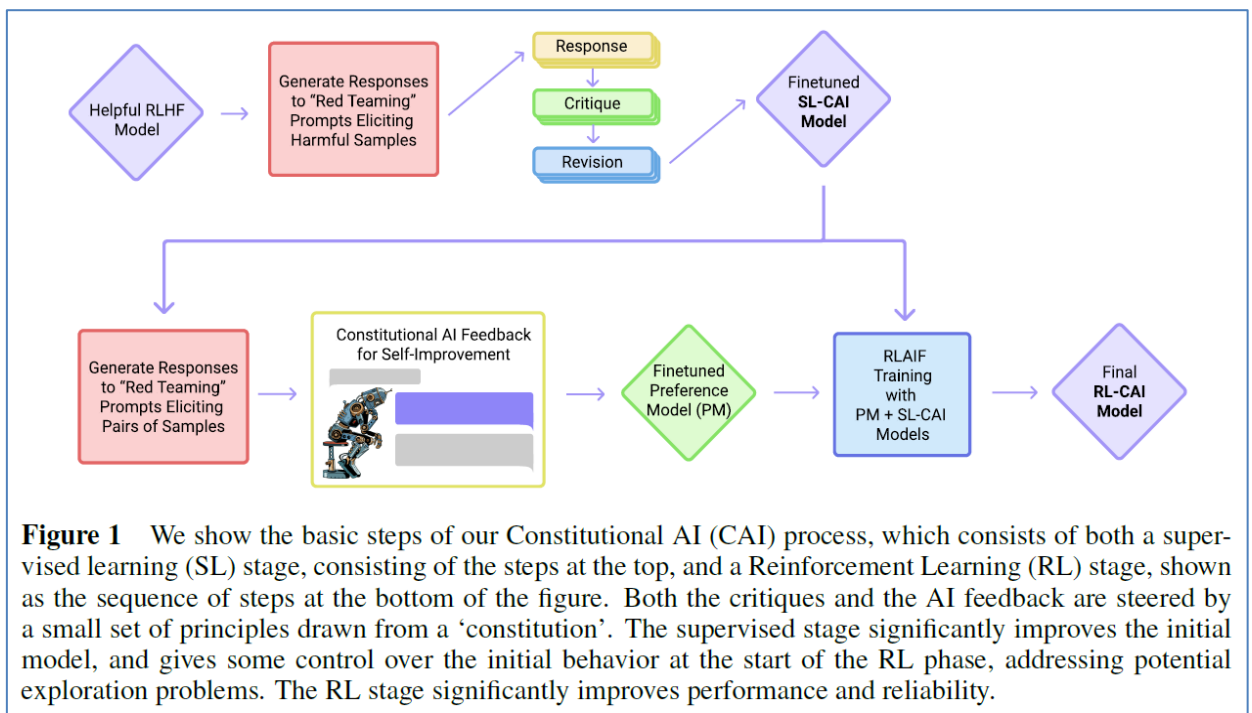 Helpful RLHF
Model
Generate Responses
to “Red Teaming”
Prompts Eliciting
Harmful Samples
Response
Critique
Revision
Finetuned
SL-CAI
Model
Generate Responses
to “Red Teaming”
Prompts Eliciting
Pairs of Samples
Constitutional AI Feedback
for Self-Improvement
Finetuned
Preference
Model (PM)
RLAIF
Training
with
PM + SL-CAI
Models
Final
RL-CAI
Model
Figure 1 We show the basic steps of our Constitutional AI (CAI) process, which consists of both a super-
vised learning (SL) stage, consisting of the steps at the top, and a Reinforcement Learning (RL) stage, shown
as the sequence of steps at the bottom of the figure. Both the critiques and the AI feedback are steered by
a small set of principles drawn from a ‘constitution’. The supervised stage significantly improves the initial
model, and gives some control over the initial behavior at the start of the RL phase, addressing potential
exploration problems. The RL stage significantly improves performance and reliability.